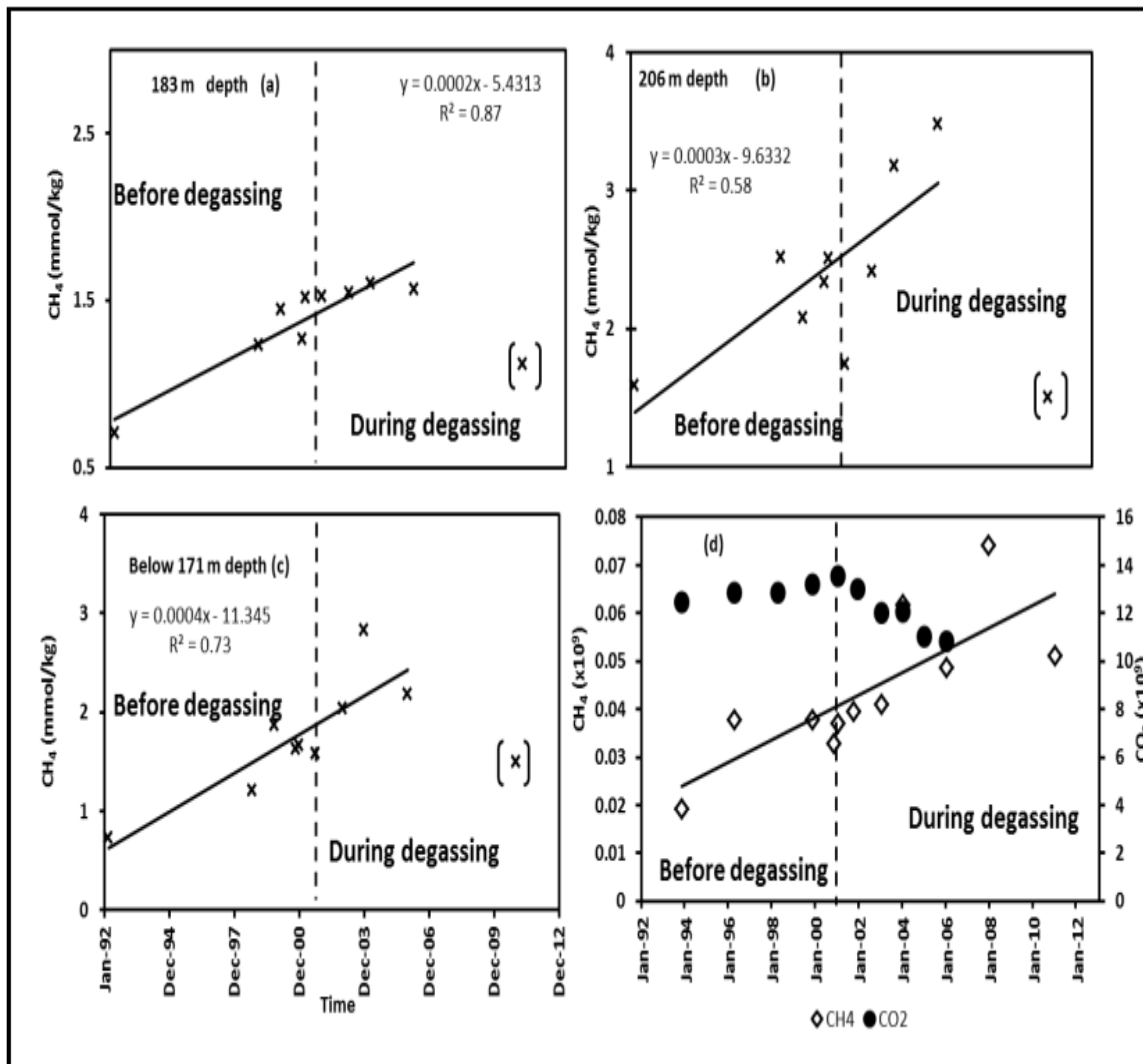 183 m depth (a)
y = 0.0002x - 5.4313
R² = 0.87
Before degassing
During degassing
CH₄ (mmol/kg)
2.5
1.5
0.5
206 m depth (b)
y = 0.0003x - 9.6332
R² = 0.58
During degassing
Before degassing
CH₄ (mmol/kg)
4
3
2
1
Below 171 m depth (c)
y = 0.0004x - 11.345
R² = 0.73
Before degassing
During degassing
CH₄ (mmol/kg)
4
3
2
1
0
Jan-92
Dec-94
Dec-97
Dec-00
Dec-03
Dec-06
Dec-09
Dec-12
Time
(d)
Before degassing
During degassing
CH₄ (x10⁹)
0.08
0.07
0.06
0.05
0.04
0.03
0.02
0.01
0
16
14
12
10
8
6
4
2
0
CO₂ (x10⁹)
Jan-92
Jan-94
Jan-96
Jan-98
Jan-00
Jan-02
Jan-04
Jan-06
Jan-08
Jan-10
Jan-12
CH4 CO2